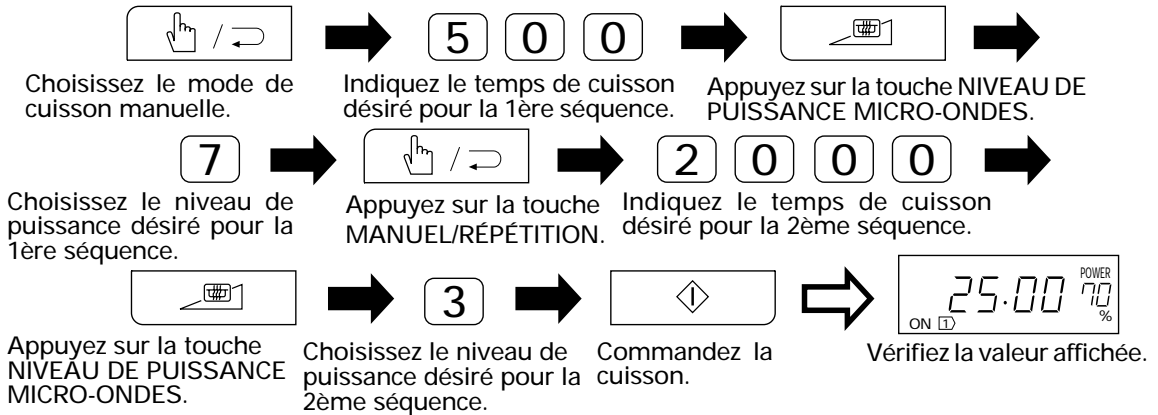 /
5 0 0
Choisissez le mode de
cuisson manuelle.
Indiquez le temps de cuisson
désiré pour la 1ère séquence.
Appuyez sur la touche NIVEAU DE
PUISSANCE MICRO-ONDES.
7
/
2 0 0 0
Choisissez le niveau de
puissance désiré pour la
1ère séquence.
Appuyez sur la touche
MANUEL/RÉPÉTITION.
Indiquez le temps de cuisson
désiré pour la 2ème séquence.
3
25.00 POWER 70 %
ON 1
Appuyez sur la touche
NIVEAU DE PUISSANCE
MICRO-ONDES.
Choisissez le niveau de
puissance désiré pour la
2ème séquence.
Commandez la
cuisson.
Vérifiez la valeur affichée.